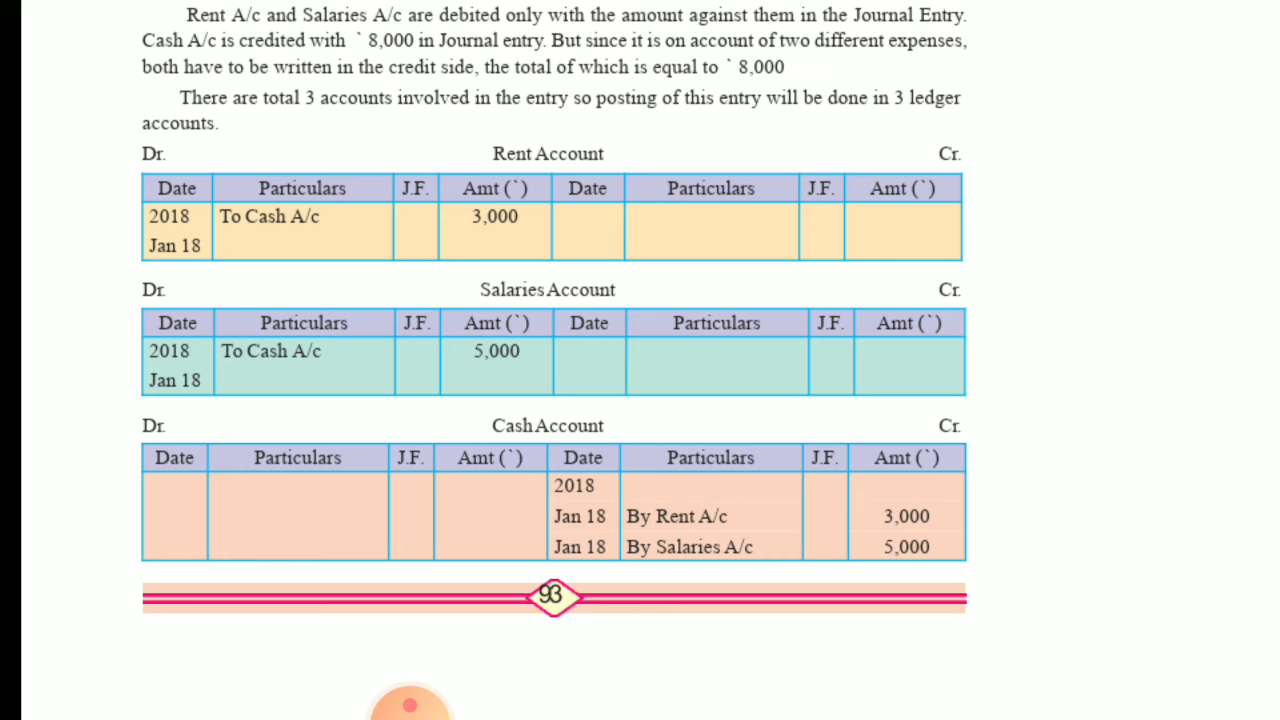 Rent A/c and Salaries A/c are debited only with the amount against them in the Journal Entry.
Cash A/c is credited with ` 8,000 in Journal entry. But since it is on account of two different expenses,
both have to be written in the credit side, the total of which is equal to ` 8,000
There are total 3 accounts involved in the entry so posting of this entry will be done in 3 ledger
accounts.
Dr. Rent Account Cr.
Date Particulars J.F. Amt (`) Date Particulars J.F. Amt (`)
2018 To Cash A/c 3,000
Jan 18
Dr. Salaries Account Cr.
Date Particulars J.F. Amt (`) Date Particulars J.F. Amt (`)
2018 To Cash A/c 5,000
Jan 18
Dr. Cash Account Cr.
Date Particulars J.F. Amt (`) Date Particulars J.F. Amt (`)
2018
Jan 18 By Rent A/c 3,000
Jan 18 By Salaries A/c 5,000
93